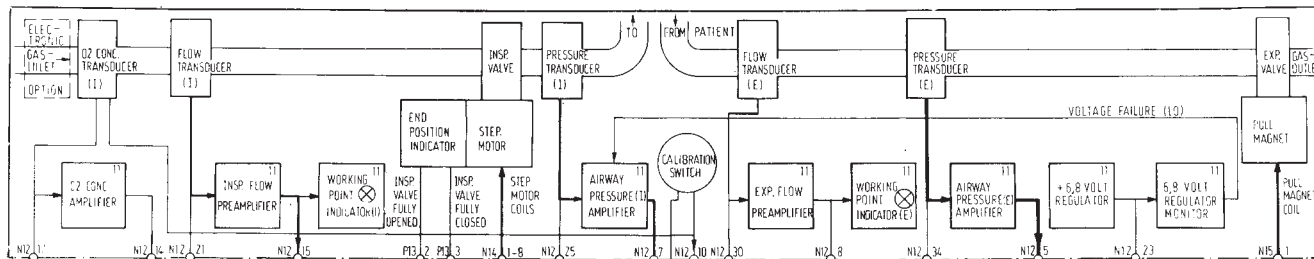 ELEC-
TRONIC
GAS-
INLET
OPTION
O2 CONC.
TRANSDUCER
(I)
FLOW
TRANSDUCER
(I)
INSP.
VALVE
PRESSURE
TRANSDUCER
(I)
TO
FROM PATIENT
FLOW
TRANSDUCER
(E)
PRESSURE
TRANSDUCER
(E)
EXP.
VALVE
GAS-
OUTLET
END
POSITION
INDICATOR
STEP.
MOTOR
CALIBRATION
SWITCH
VOLTAGE FAILURE (LO)
PULL
MAGNET
11
O2 CONC
AMPLIFIER
11
INSP. FLOW
PREAMPLIFIER
11
WORKING
POINT
INDICATOR(I)
INSP.
VALVE
FULLY
OPENED
INSP.
VALVE
FULLY
CLOSED
STEP
MOTOR
COILS
11
AIRWAY
PRESSURE(I)
AMPLIFIER
11
EXP. FLOW
PREAMPLIFIER
11
WORKING
POINT
INDICATOR(E)
11
AIRWAY
PRESSURE(E)
AMPLIFIER
11
+6,8 VOLT
REGULATOR
11
6,8 VOLT
REGULATOR
MONITOR
PULL
MAGNET
COIL
N12
N12 14
N12 21
N12 15
P13 2
P13 3
N14 1-8
N12 25
N12 7
N12 10
N12 30
N12 8
N12 34
N12 5
N12 23
N15 1